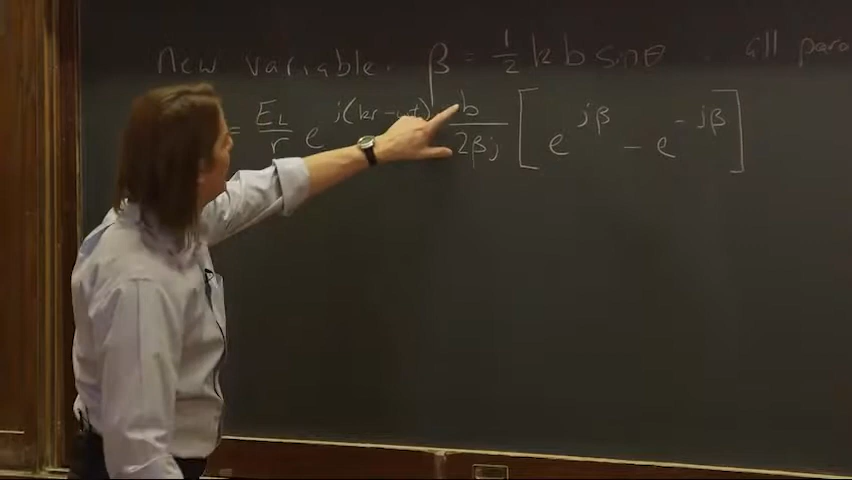 New variable. β = 1/2 k b sinθ . all para
= E_L/r e^{j(kr-ωt)} b/2βj [ e^{jβ} - e^{-jβ} ]